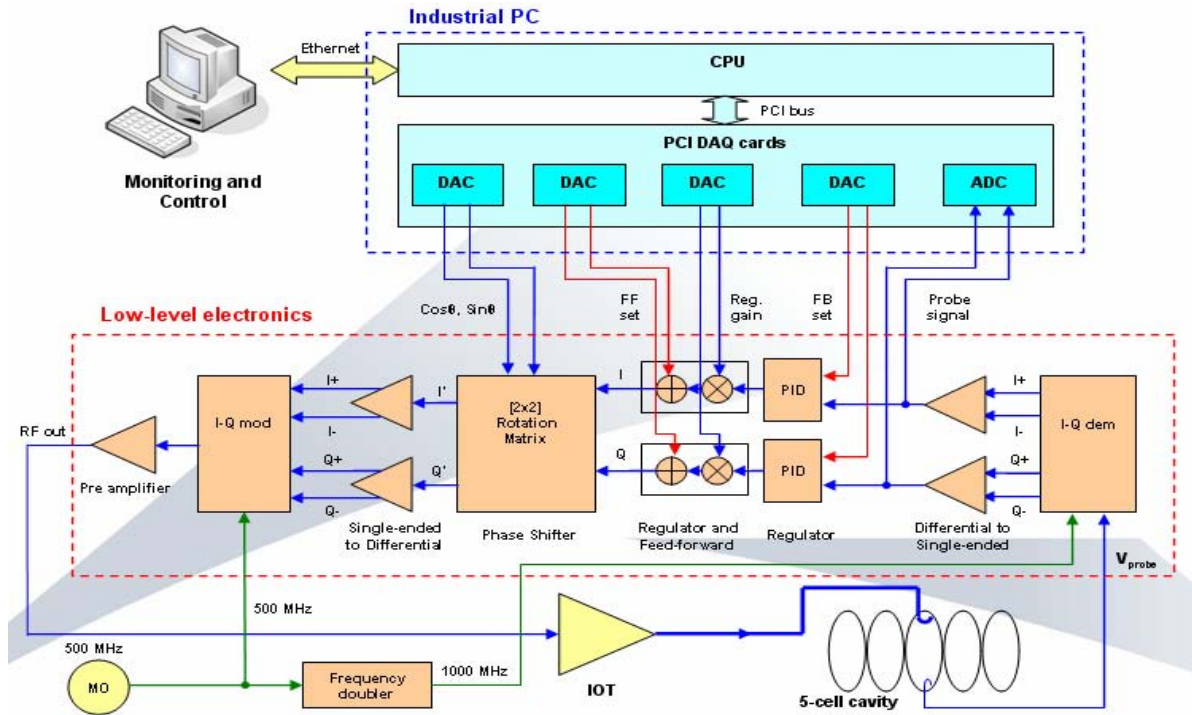 Industrial PC
Ethernet
CPU
PCI bus
PCI DAQ cards
DAC
DAC
DAC
DAC
ADC
Monitoring and
Control
Cosθ, Sinθ
FF
set
Reg.
gain
FB
set
Probe
signal
Low-level electronics
RF out
Pre amplifier
I-Q mod
I+
I-
Q+
Q-
Single-ended
to Differential
I'
Q'
[2x2]
Rotation
Matrix
Phase Shifter
I
Q
Regulator and
Feed-forward
PID
PID
Regulator
Differential to
Single-ended
I+
I-
Q+
Q-
I-Q dem
Vprobe
500 MHz
500 MHz
MO
Frequency
doubler
1000 MHz
IOT
5-cell cavity